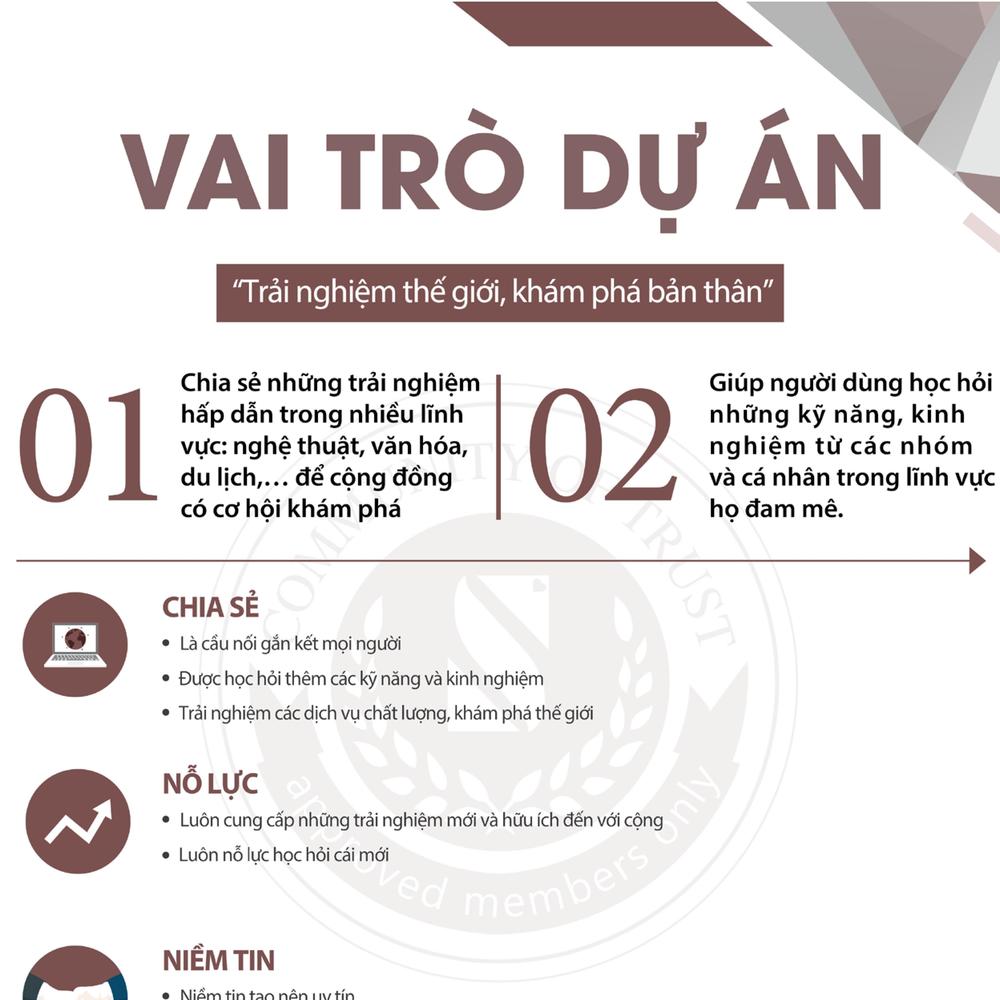 VAI TRÒ DỰ ÁN
“Trải nghiệm thế giới, khám phá bản thân”
01
Chia sẻ những trải nghiệm
hấp dẫn trong nhiều lĩnh
vực: nghệ thuật, văn hóa,
du lịch,… để cộng đồng
có cơ hội khám phá
02
Giúp người dùng học hỏi
những kỹ năng, kinh
nghiệm từ các nhóm
và cá nhân trong lĩnh vực
họ đam mê.
COMMUNITY OF TRUST
CHIA SẺ
• Là cầu nối gắn kết mọi người
• Được học hỏi thêm các kỹ năng và kinh nghiệm
• Trải nghiệm các dịch vụ chất lượng, khám phá thế giới
NỖ LỰC
• Luôn cung cấp những trải nghiệm mới và hữu ích đến với cộng
• Luôn nỗ lực học hỏi cái mới
approved members only
NIỀM TIN
• Niềm tin tạo nên uy tín